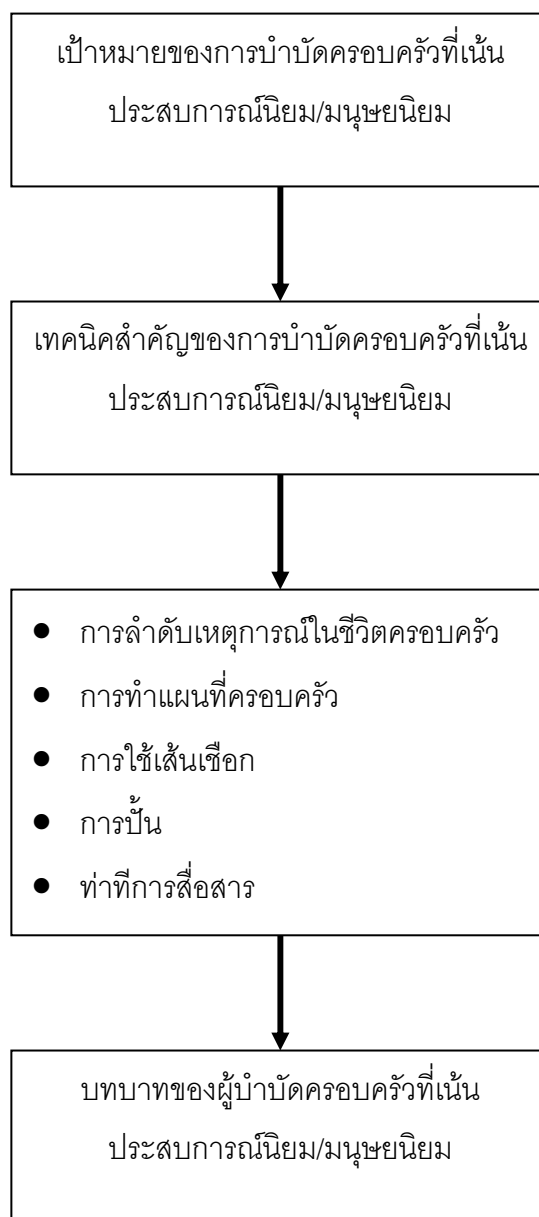 เป้าหมายของการบำบัดครอบครัวที่เน้น
ประสบการณ์นิยม/มนุษยนิยม
เทคนิคสำคัญของการบำบัดครอบครัวที่เน้น
ประสบการณ์นิยม/มนุษยนิยม
● การลำดับเหตุการณ์ในชีวิตครอบครัว
● การทำแผนที่ครอบครัว
● การใช้เส้นเชือก
● การปั้น
● ท่าทีการสื่อสาร
บทบาทของผู้บำบัดครอบครัวที่เน้น
ประสบการณ์นิยม/มนุษยนิยม